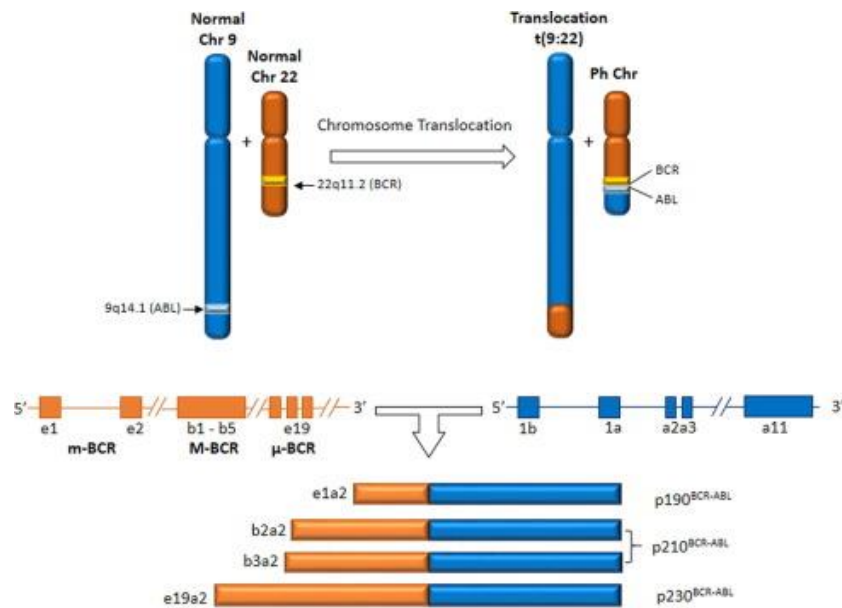 Normal
Chr 9
Normal
Chr 22
+
22q11.2 (BCR)
9q14.1 (ABL)
Chromosome Translocation
Translocation
t(9:22)
Ph Chr
+
BCR
ABL
5’ 3’
e1 e2 b1 - b5 e19
m-BCR M-BCR μ-BCR
5’ 3’
1b 1a a2a3 a11
e1a2 p190BCR-ABL
b2a2
p210BCR-ABL
b3a2
e19a2 p230BCR-ABL